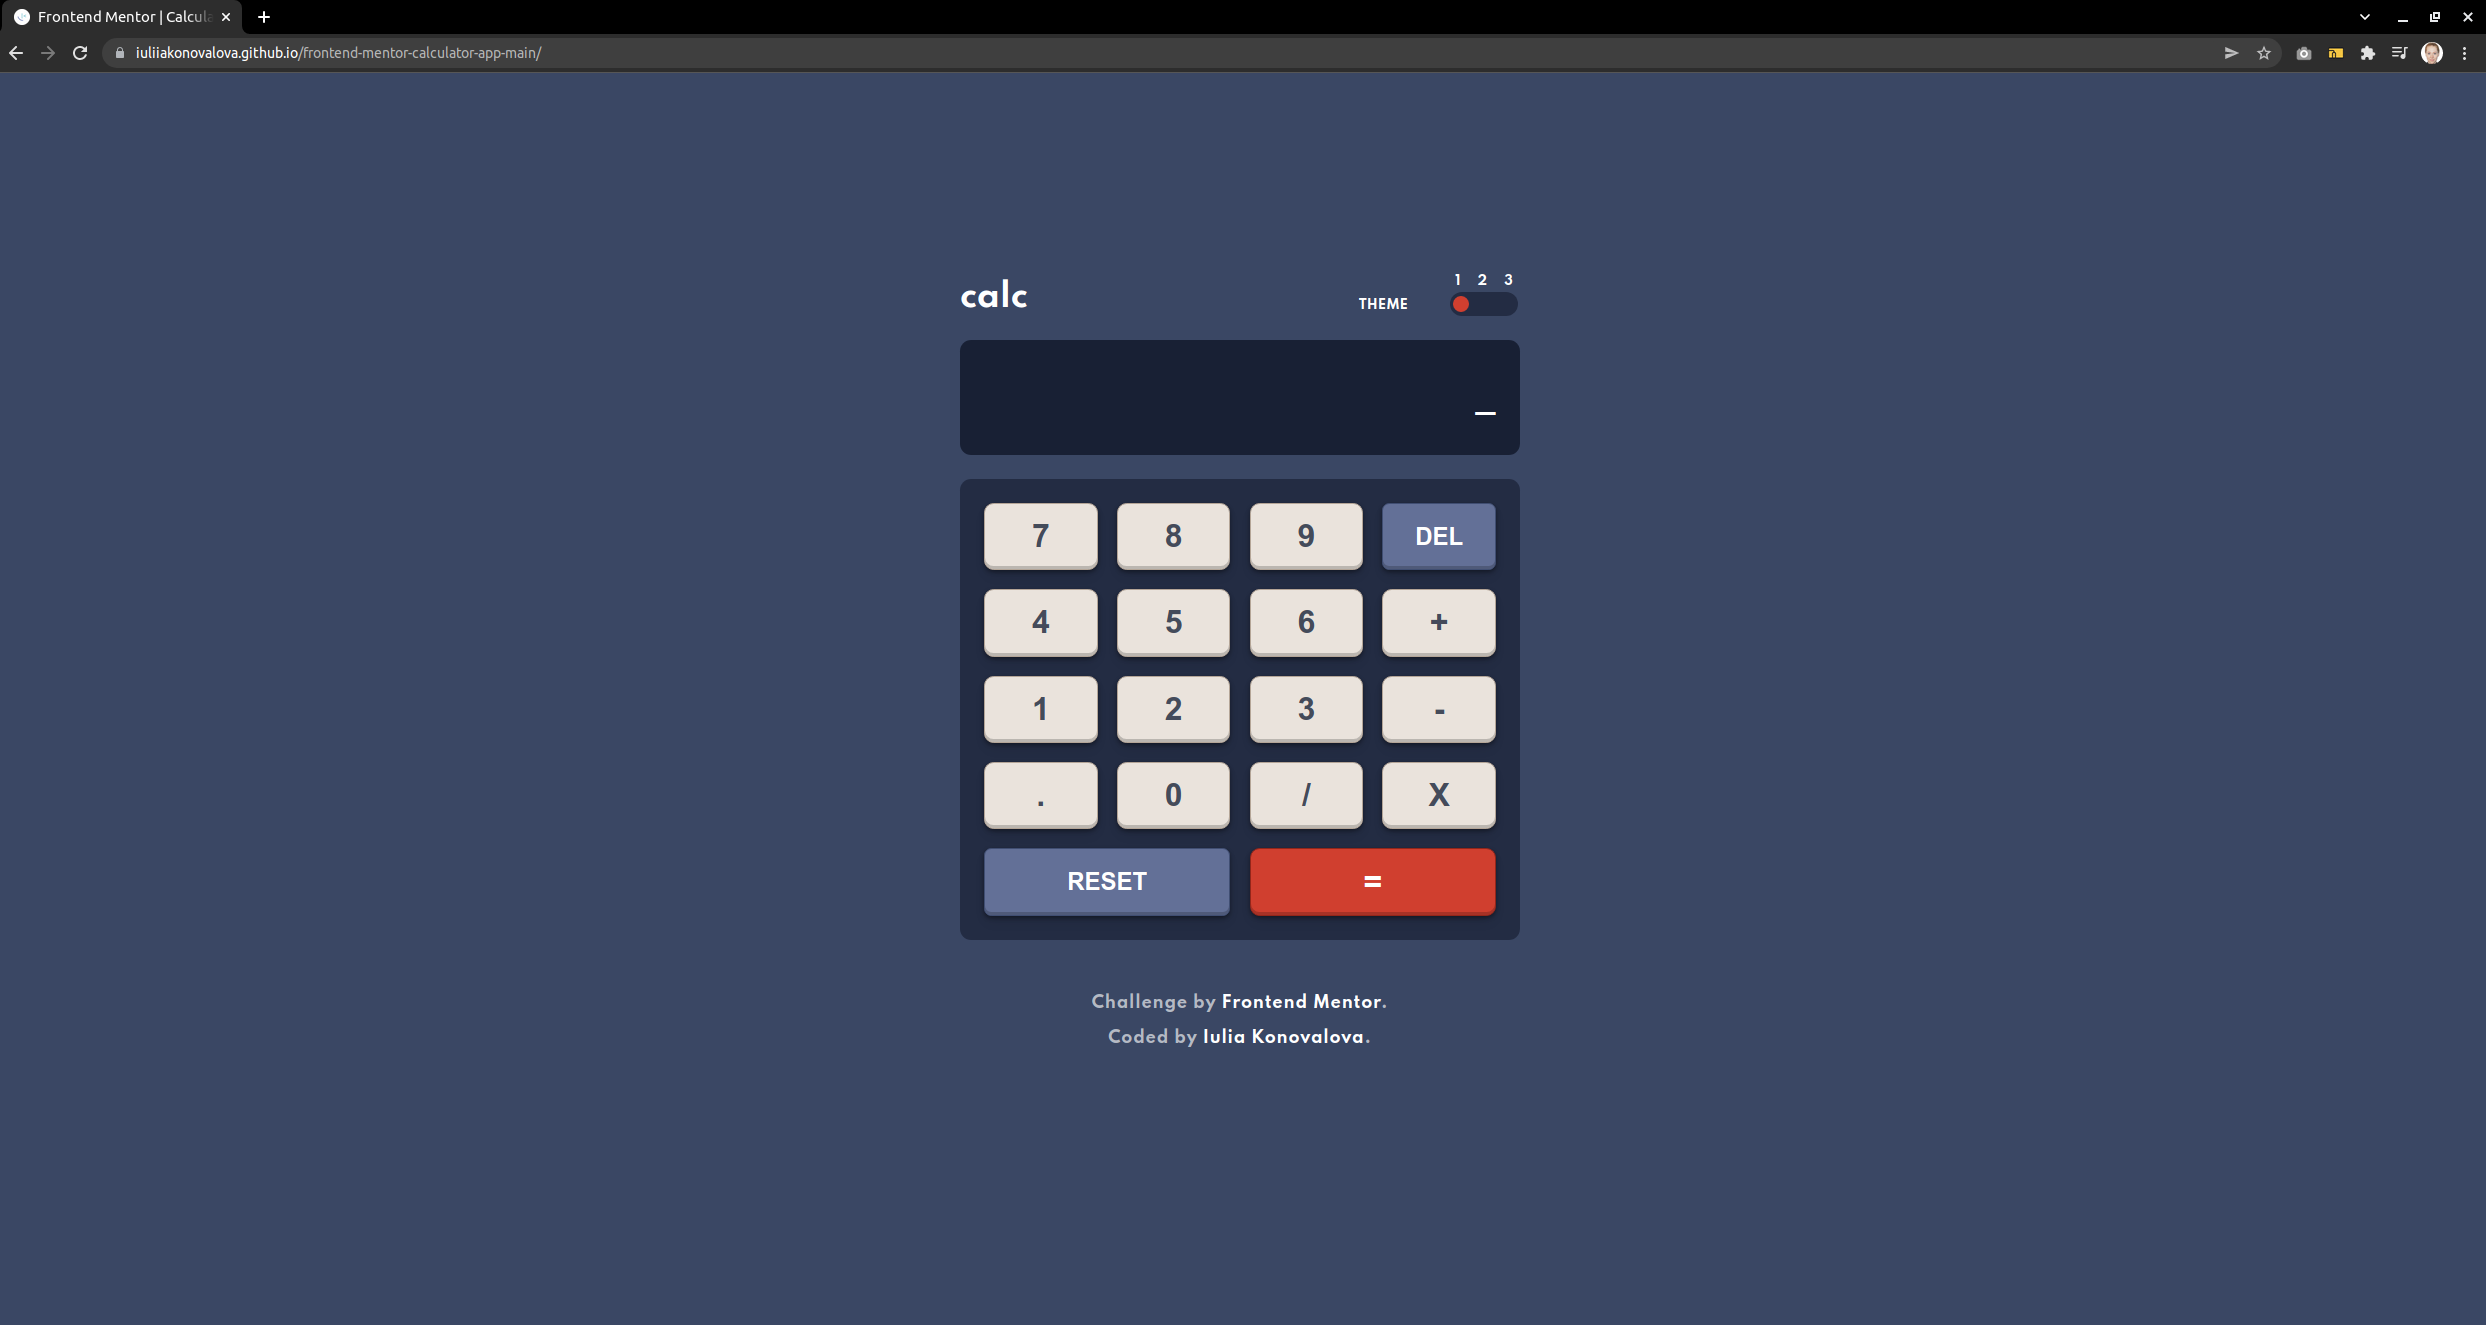 Frontend Mentor | Calcula
iuliiakonovalova.github.io/frontend-mentor-calculator-app-main/
1 2 3
calc
THEME
_
7 8 9 DEL
4 5 6 +
1 2 3 -
. 0 / X
RESET =
Challenge by Frontend Mentor.
Coded by Iulia Konovalova.